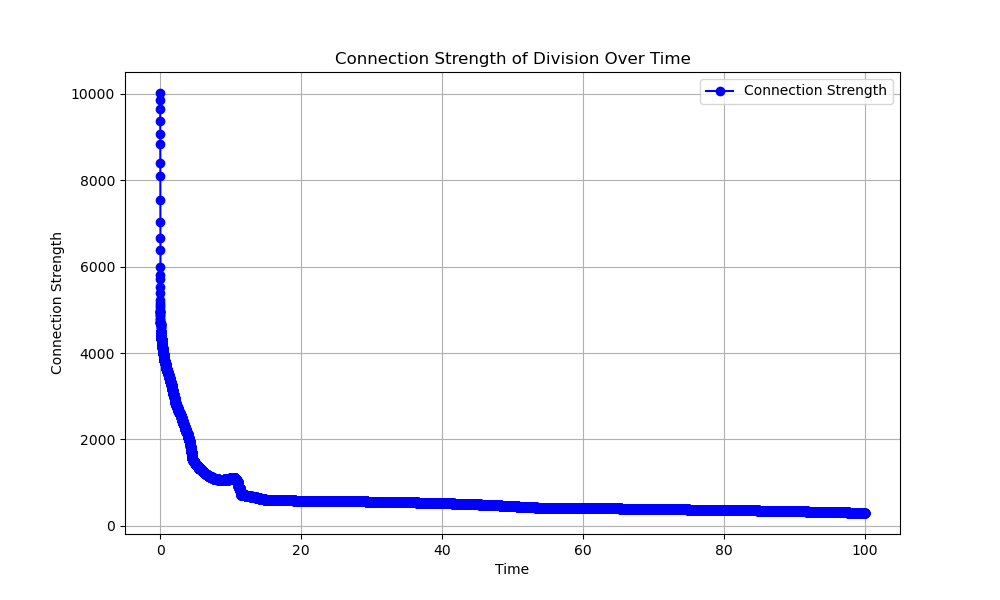 Connection Strength of Division Over Time
Connection Strength
10000
8000
6000
4000
2000
0
Connection Strength
0 20 40 60 80 100
Time